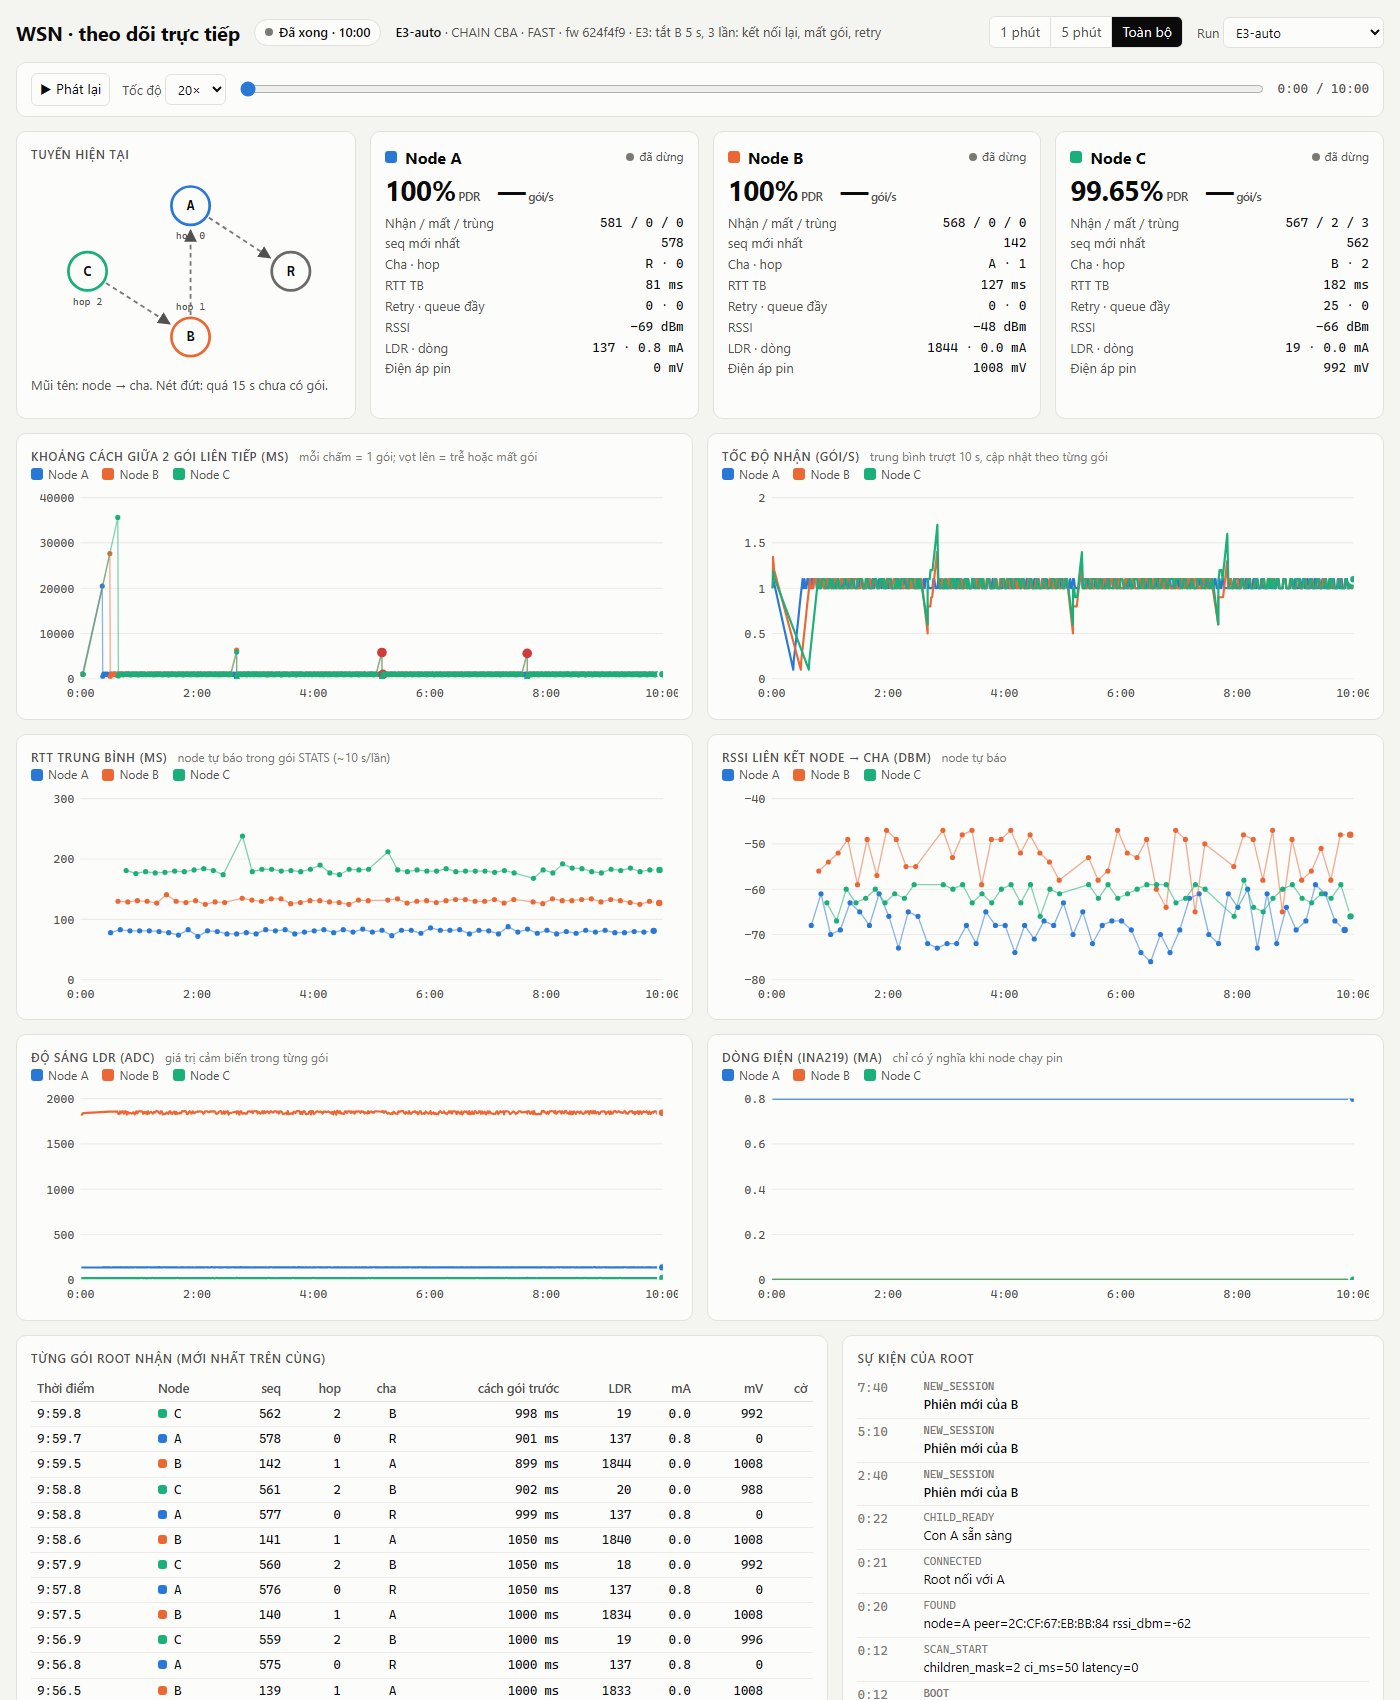 WSN · theo dõi trực tiếp
Đã xong · 10:00
E3-auto · CHAIN CBA · FAST · fw 624f4f9 · E3: tắt B 5 s, 3 lần: kết nối lại, mất gói, retry
1 phút 5 phút Toàn bộ
Run E3-auto
▶ Phát lại Tốc độ 20× 0:00 / 10:00
TUYẾN HIỆN TẠI
A
hop 0
C
R
hop 2
hop 1
B
Mũi tên: node → cha. Nét đứt: quá 15 s chưa có gói.
Node A đã dừng
100% PDR — gói/s
Nhận / mất / trùng 581 / 0 / 0
seq mới nhất 578
Cha · hop R · 0
RTT TB 81 ms
Retry · queue đầy 0 · 0
RSSI −69 dBm
LDR · dòng 137 · 0.8 mA
Điện áp pin 0 mV
Node B đã dừng
100% PDR — gói/s
Nhận / mất / trùng 568 / 0 / 0
seq mới nhất 142
Cha · hop A · 1
RTT TB 127 ms
Retry · queue đầy 0 · 0
RSSI −48 dBm
LDR · dòng 1844 · 0.0 mA
Điện áp pin 1008 mV
Node C đã dừng
99.65% PDR — gói/s
Nhận / mất / trùng 567 / 2 / 3
seq mới nhất 562
Cha · hop B · 2
RTT TB 182 ms
Retry · queue đầy 25 · 0
RSSI −66 dBm
LDR · dòng 19 · 0.0 mA
Điện áp pin 992 mV
KHOẢNG CÁCH GIỮA 2 GÓI LIÊN TIẾP (MS) mỗi chấm = 1 gói; vọt lên = trễ hoặc mất gói
Node A Node B Node C
40000
30000
20000
10000
0
0:00 2:00 4:00 6:00 8:00 10:00
TỐC ĐỘ NHẬN (GÓI/S) trung bình trượt 10 s, cập nhật theo từng gói
Node A Node B Node C
2
1.5
1
0.5
0
0:00 2:00 4:00 6:00 8:00 10:00
RTT TRUNG BÌNH (MS) node tự báo trong gói STATS (~10 s/lần)
Node A Node B Node C
300
200
100
0
0:00 2:00 4:00 6:00 8:00 10:00
RSSI LIÊN KẾT NODE → CHA (DBM) node tự báo
Node A Node B Node C
−40
−50
−60
−70
−80
0:00 2:00 4:00 6:00 8:00 10:00
ĐỘ SÁNG LDR (ADC) giá trị cảm biến trong từng gói
Node A Node B Node C
2000
1500
1000
500
0
0:00 2:00 4:00 6:00 8:00 10:00
DÒNG ĐIỆN (INA219) (MA) chỉ có ý nghĩa khi node chạy pin
Node A Node B Node C
0.8
0.6
0.4
0.2
0
0:00 2:00 4:00 6:00 8:00 10:00
TỪNG GÓI ROOT NHẬN (MỚI NHẤT TRÊN CÙNG)
Thời điểm Node seq hop cha cách gói trước LDR mA mV cờ
9:59.8 C 562 2 B 998 ms 19 0.0 992
9:59.7 A 578 0 R 901 ms 137 0.8 0
9:59.5 B 142 1 A 899 ms 1844 0.0 1008
9:58.8 C 561 2 B 902 ms 20 0.0 988
9:58.8 A 577 0 R 999 ms 137 0.8 0
9:58.6 B 141 1 A 1050 ms 1840 0.0 1008
9:57.9 C 560 2 B 1050 ms 18 0.0 992
9:57.8 A 576 0 R 1050 ms 137 0.8 0
9:57.5 B 140 1 A 1000 ms 1834 0.0 1008
9:56.9 C 559 2 B 1000 ms 19 0.0 996
9:56.8 A 575 0 R 1000 ms 137 0.8 0
9:56.5 B 139 1 A 1000 ms 1833 0.0 1008
SỰ KIỆN CỦA ROOT
7:40 NEW_SESSION
Phiên mới của B
5:10 NEW_SESSION
Phiên mới của B
2:40 NEW_SESSION
Phiên mới của B
0:22 CHILD_READY
Con A sẵn sàng
0:21 CONNECTED
Root nối với A
0:20 FOUND
node=A peer=2C:CF:67:EB:BB:84 rssi_dbm=-62
0:12 SCAN_START
children_mask=2 ci_ms=50 latency=0
0:12 BOOT